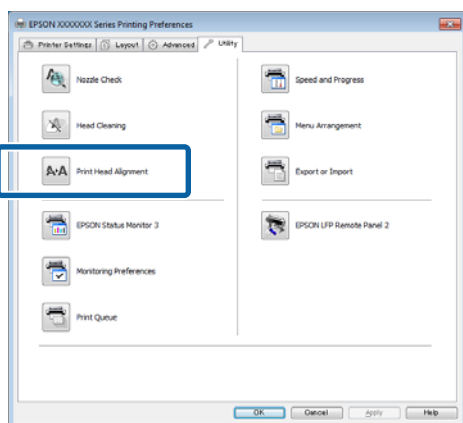 EPSON XXXXXXX Series Printing Preferences
Printer Settings Layout Advanced Utility
Nozzle Check
Speed and Progress
Head Cleaning
Menu Arrangement
A+A Print Head Alignment
Export or Import
EPSON Status Monitor 3
EPSON LFP Remote Panel 2
Monitoring Preferences
Print Queue
OK Cancel Apply Help